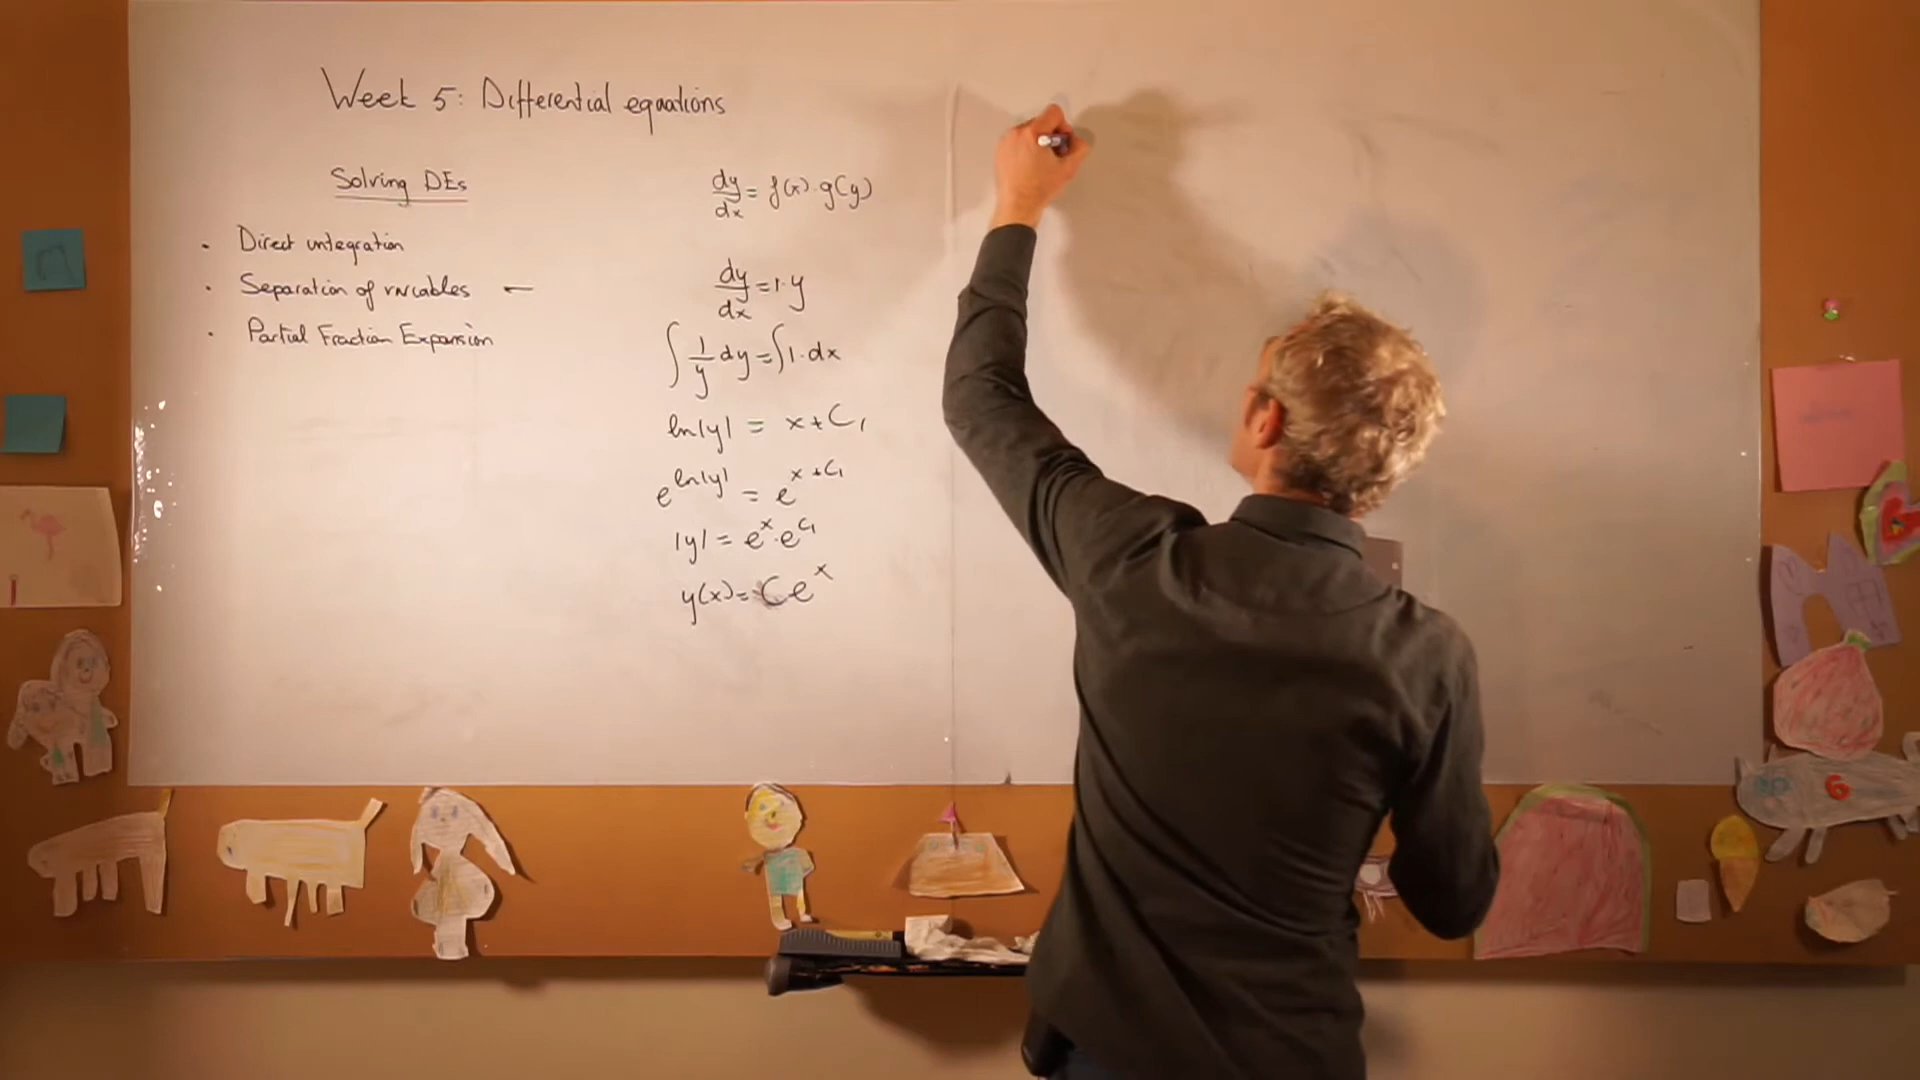 Week 5: Differential equations
Solving DEs
• Direct integration
• Separation of variables ←
• Partial Fraction Expansion
dy/dx = f(x)·g(y)
dy/dx = 1·y
∫ 1/y dy = ∫ 1·dx
ln|y| = x + C₁
e^ln|y| = e^x+C₁
|y| = e^x · e^C₁
y(x) = C e^x
6